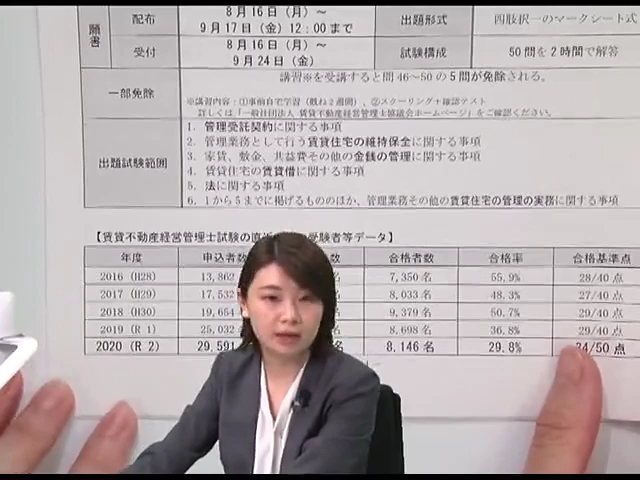 願書
配布
8月16日（月）～
9月17日（金）12：00まで
出題形式
四肢択一のマークシート式
受付
8月16日（月）～
9月24日（金）
試験構成
50問を2時間で解答
一部免除
講習※を受講すると問46～50の5問が免除される。
※講習内容：①事前自宅学習（概ね2週間）、②スクーリング＋確認テスト
詳しくは「一般社団法人 賃貸不動産経営管理士協議会ホームページ」をご確認ください。
出題試験範囲
1. 管理受託契約に関する事項
2. 管理業務として行う賃貸住宅の維持保全に関する事項
3. 家賃、敷金、共益費その他の金銭の管理に関する事項
4. 賃貸住宅の賃貸借に関する事項
5. 法に関する事項
6. 1から5までに掲げるもののほか、管理業務その他の賃貸住宅の管理の実務に関する事項
【賃貸不動産経営管理士試験の直近 受験者等データ】
年度 申込者数 合格者数 合格率 合格基準点
2016（H28） 13,862 7,350名 55.9% 28/40点
2017（H29） 17,532 8,033名 48.3% 27/40点
2018（H30） 19,654 9,379名 50.7% 29/40点
2019（R1） 25,032 8,698名 36.8% 29/40点
2020（R2） 29,591 8,146名 29.8% 34/50点